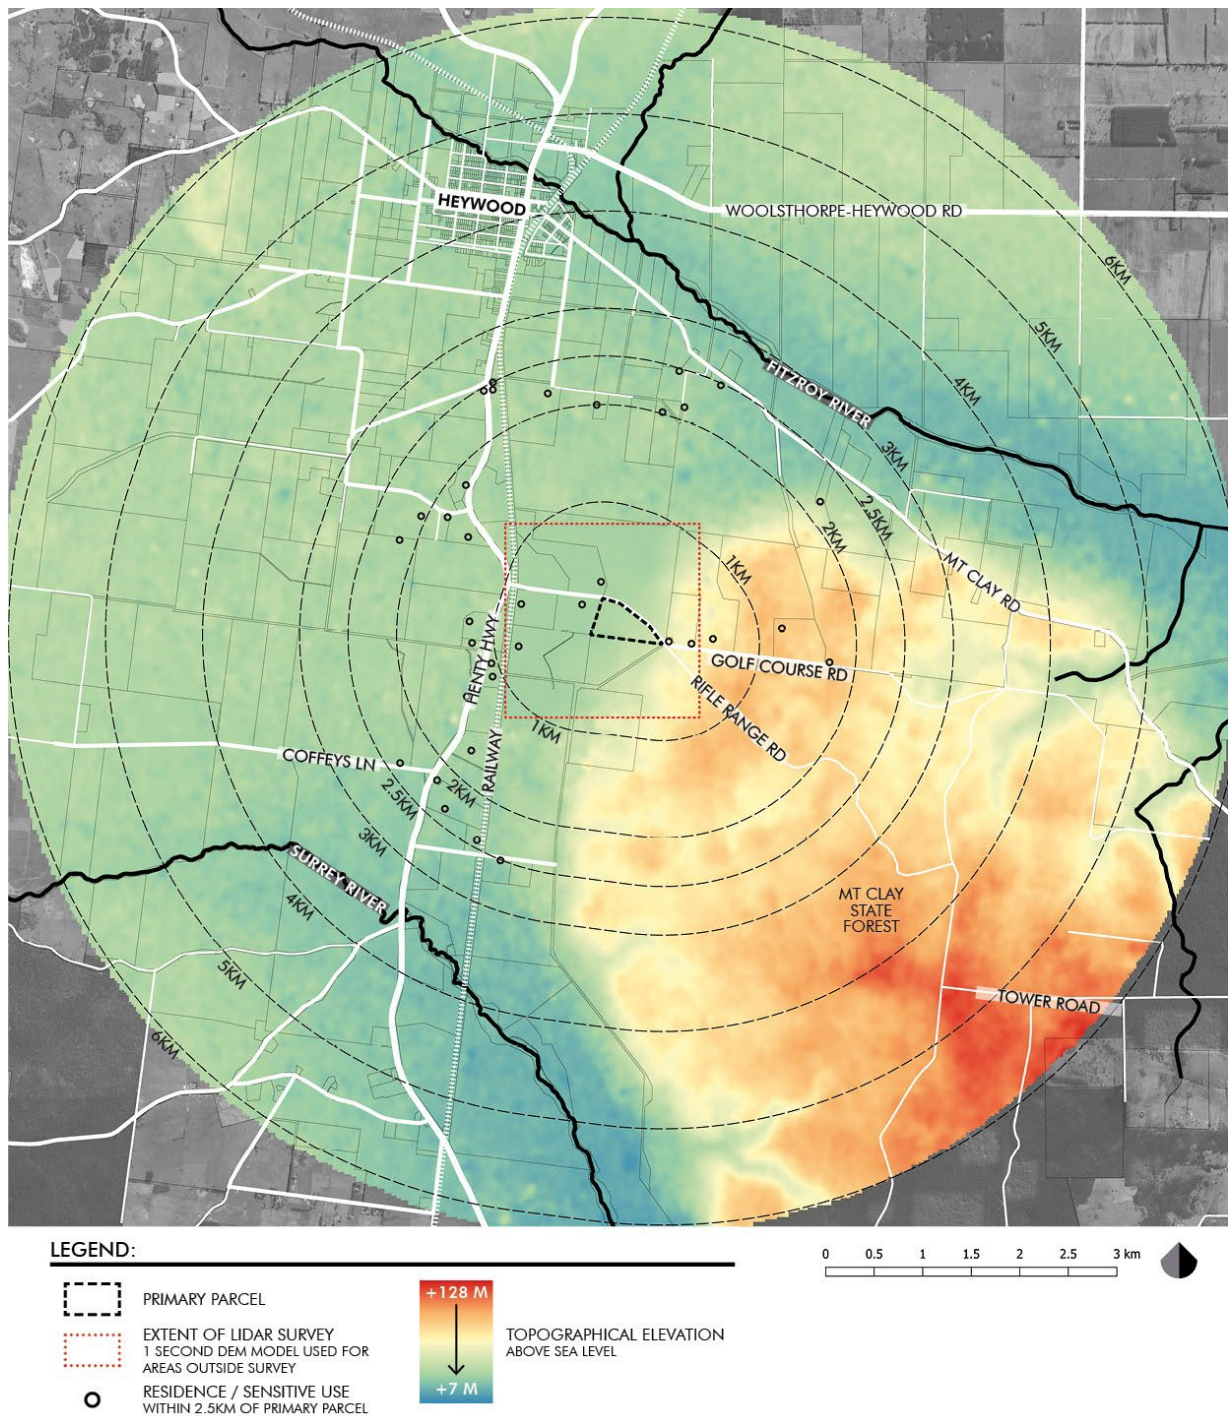 HEYWOOD
WOOLSTHORPE-HEYWOOD RD
6KM
5KM
4KM
FITZROY RIVER
3KM
2.5KM
2KM
1KM
MT CLAY RD
HENTY HWY
GOLF COURSE RD
RIFLE RANGE RD
1KM
RAILWAY
COFFEYS LN
2KM
2.5KM
3KM
SURREY RIVER
4KM
MT CLAY
STATE
FOREST
5KM
TOWER ROAD
6KM
LEGEND:
0 0.5 1 1.5 2 2.5 3 km
PRIMARY PARCEL
EXTENT OF LIDAR SURVEY
1 SECOND DEM MODEL USED FOR
AREAS OUTSIDE SURVEY
RESIDENCE / SENSITIVE USE
WITHIN 2.5KM OF PRIMARY PARCEL
+128 M
+7 M
TOPOGRAPHICAL ELEVATION
ABOVE SEA LEVEL